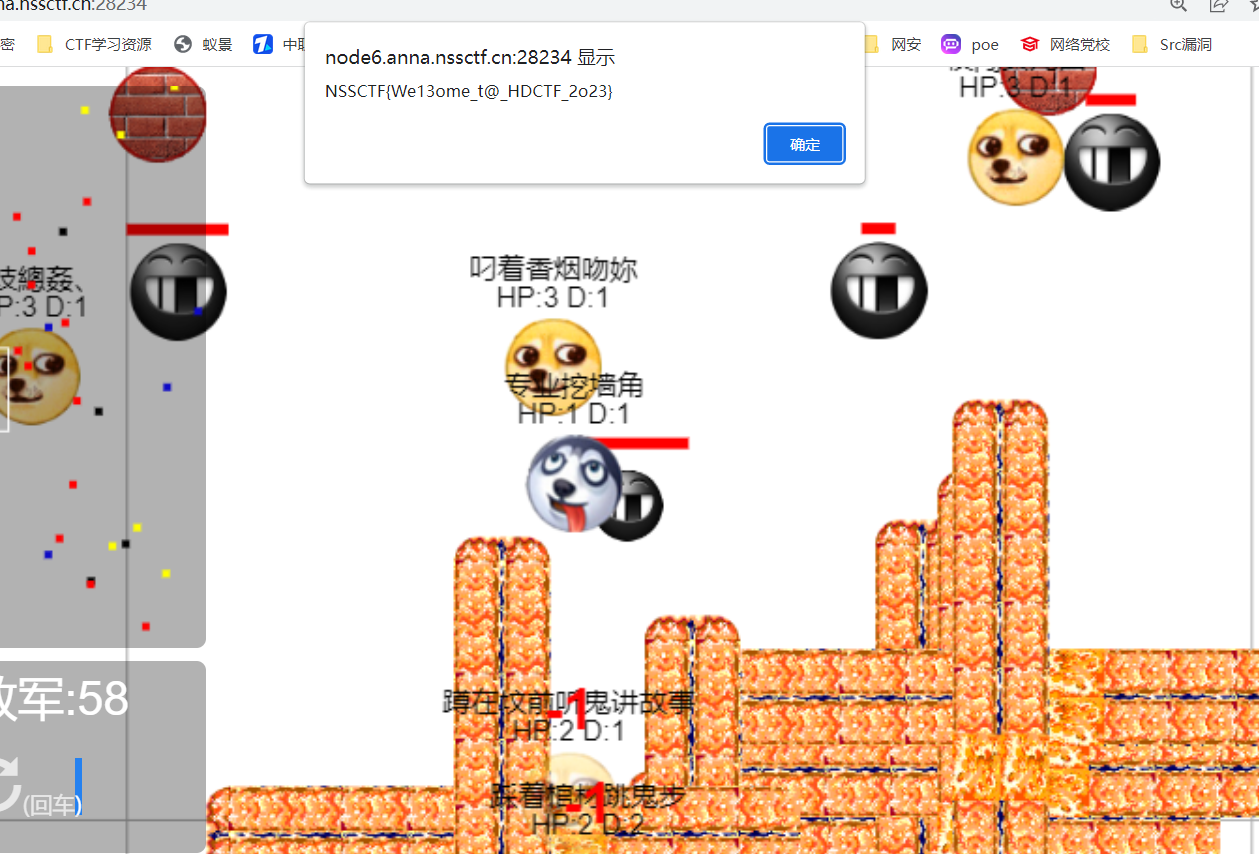 na.nssctf.cn:28234
密 CTF学习资源 蚁景 中职 网安 poe 网络党校 Src漏洞
node6.anna.nssctf.cn:28234 显示
NSSCTF{We13ome_t@_HDCTF_2o23}
确定
HP:3 D:1
技總姦、
P:3 D:1
叼着香烟吻妳
HP:3 D:1
专业挖墙角
HP:1 D:1
敌军:58
(回车)
蹲在坟前听鬼讲故事
-1
HP:2 D:1
踩着棺材跳鬼步
-1
HP:2 D:2